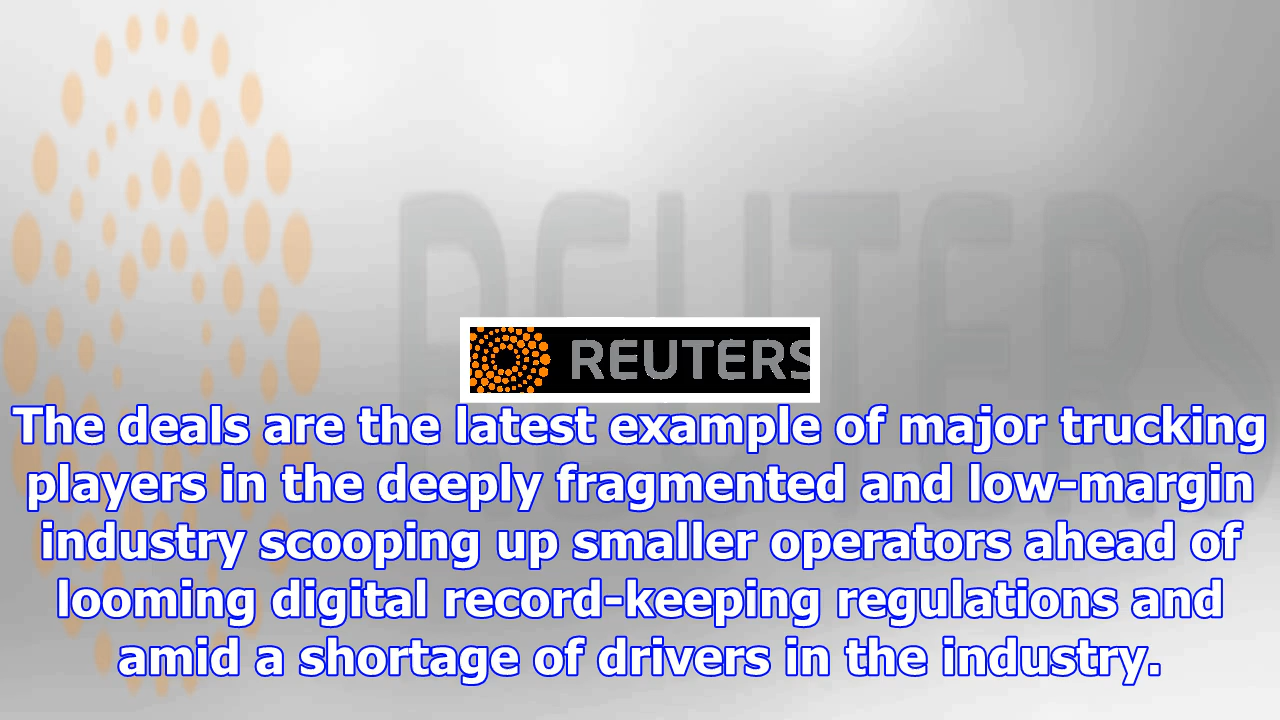 REUTERS
REUTERS
The deals are the latest example of major trucking
players in the deeply fragmented and low-margin
industry scooping up smaller operators ahead of
looming digital record-keeping regulations and
amid a shortage of drivers in the industry.